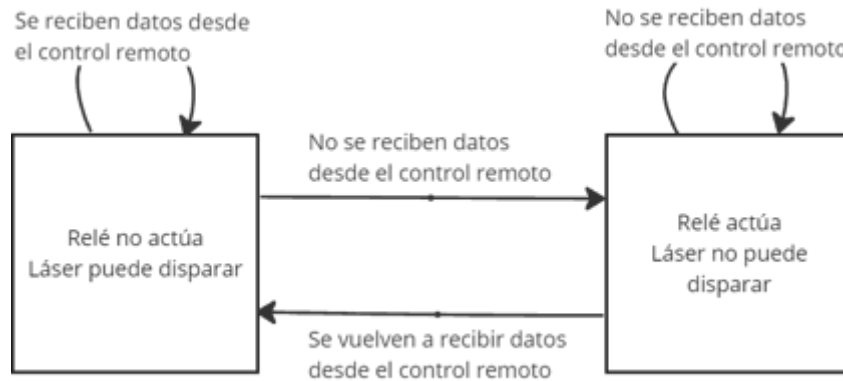 Se reciben datos desde
el control remoto
No se reciben datos
desde el control remoto
No se reciben datos
desde el control remoto
Relé no actúa
Láser puede disparar
Relé actúa
Láser no puede
disparar
Se vuelven a recibir datos
desde el control remoto